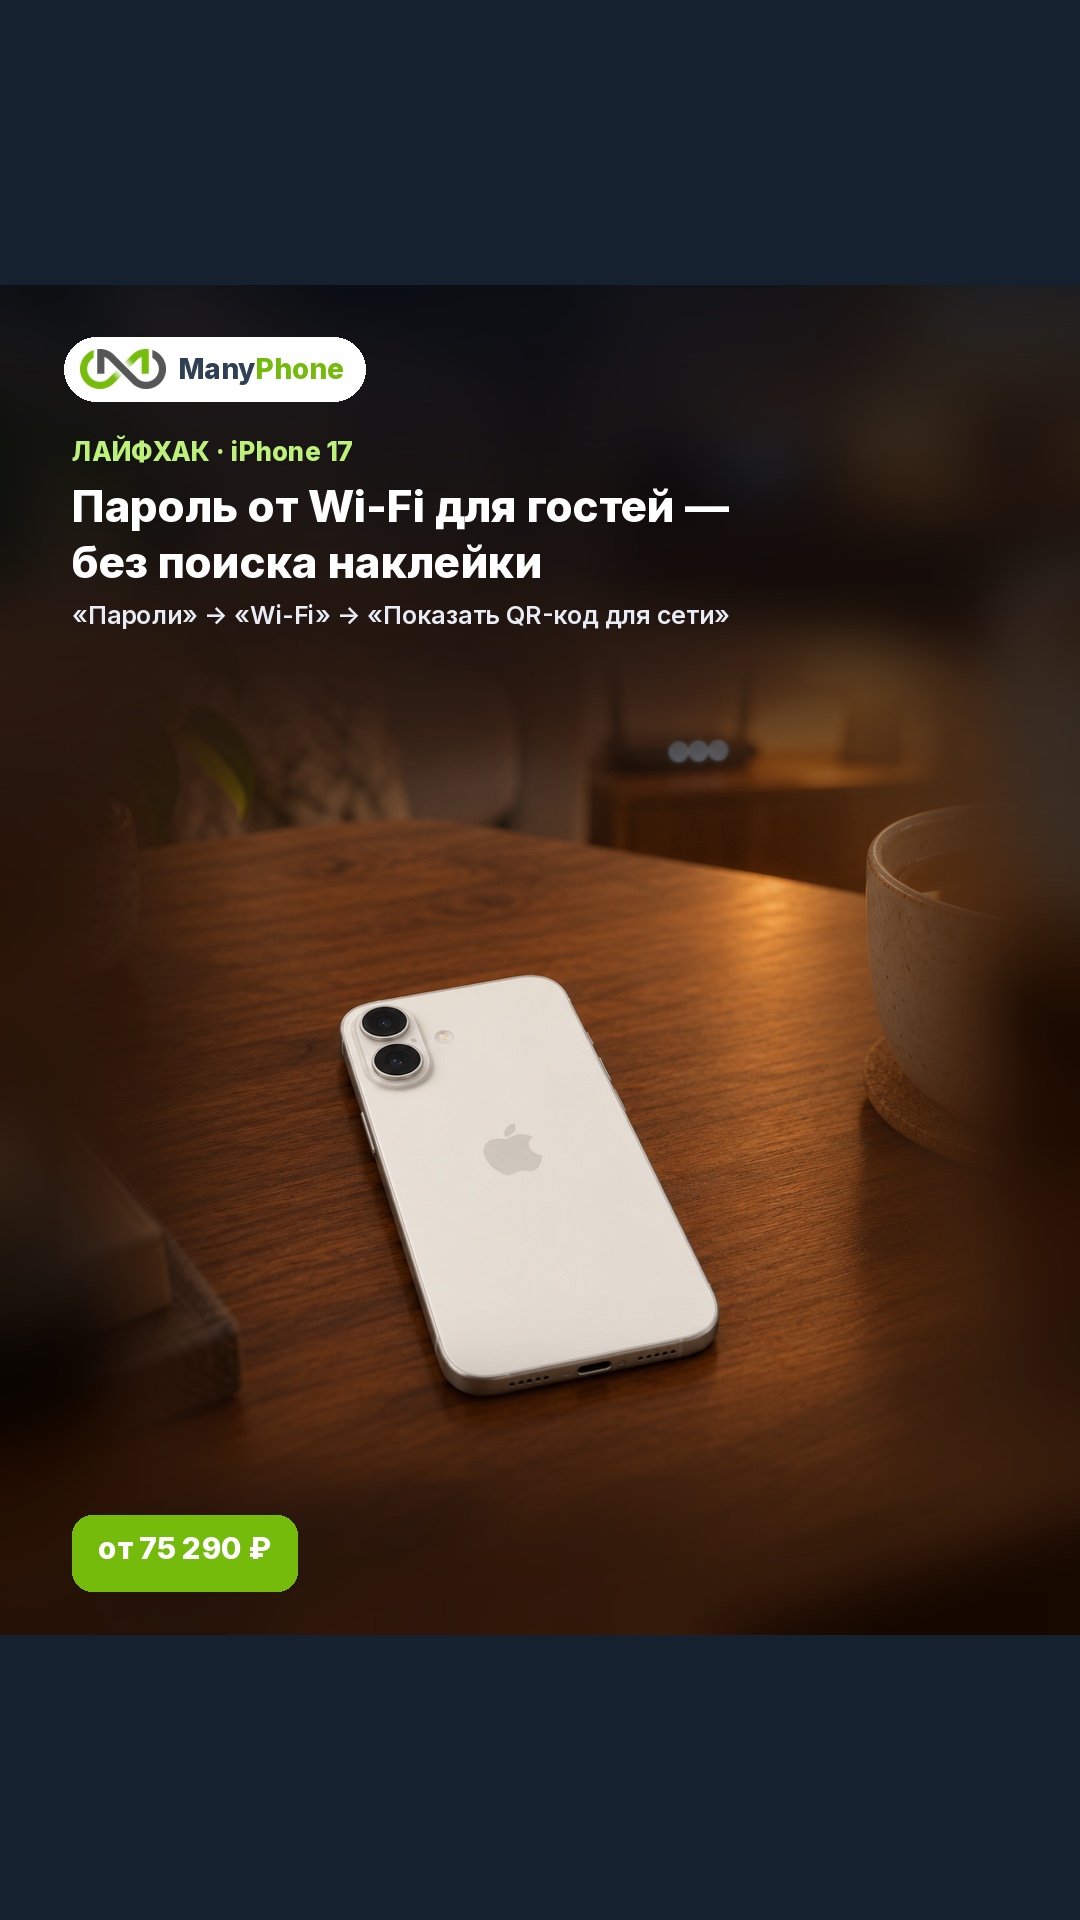 ManyPhone
ЛАЙФХАК · iPhone 17
Пароль от Wi-Fi для гостей —
без поиска наклейки
«Пароли» → «Wi-Fi» → «Показать QR-код для сети»
от 75 290 ₽